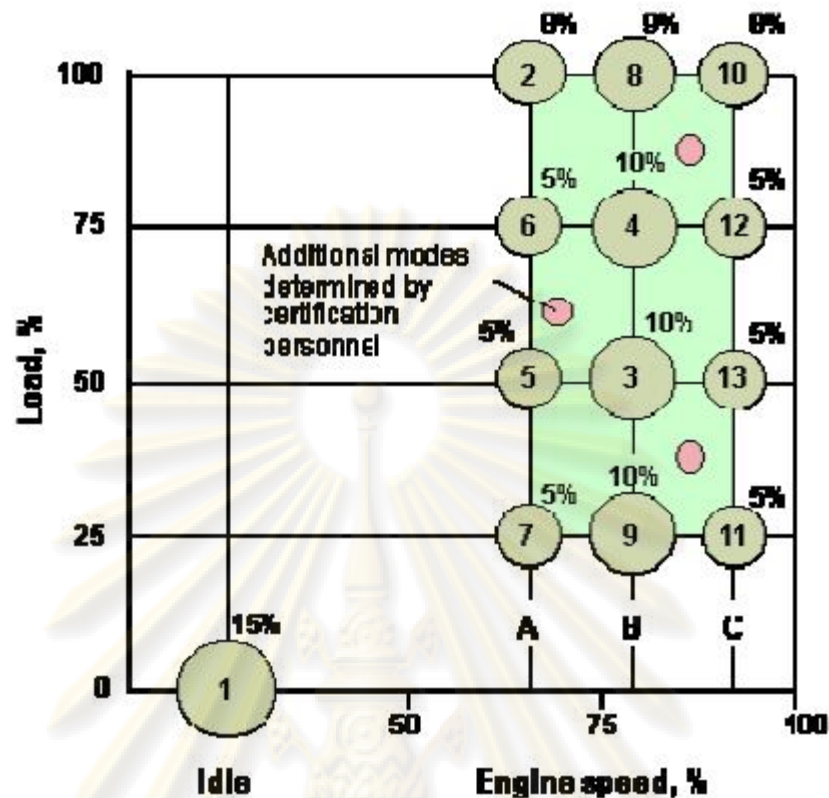 8% 9% 8%
100 2 8 10
10%
5% 5%
75 6 4 12
Additional modes
determined by
certification
personnel
10%
5% 5%
50 5 3 13
10%
5% 5%
25 7 9 11
A B C
15%
0 1
50 75 100
Idle Engine speed, %
Load, %